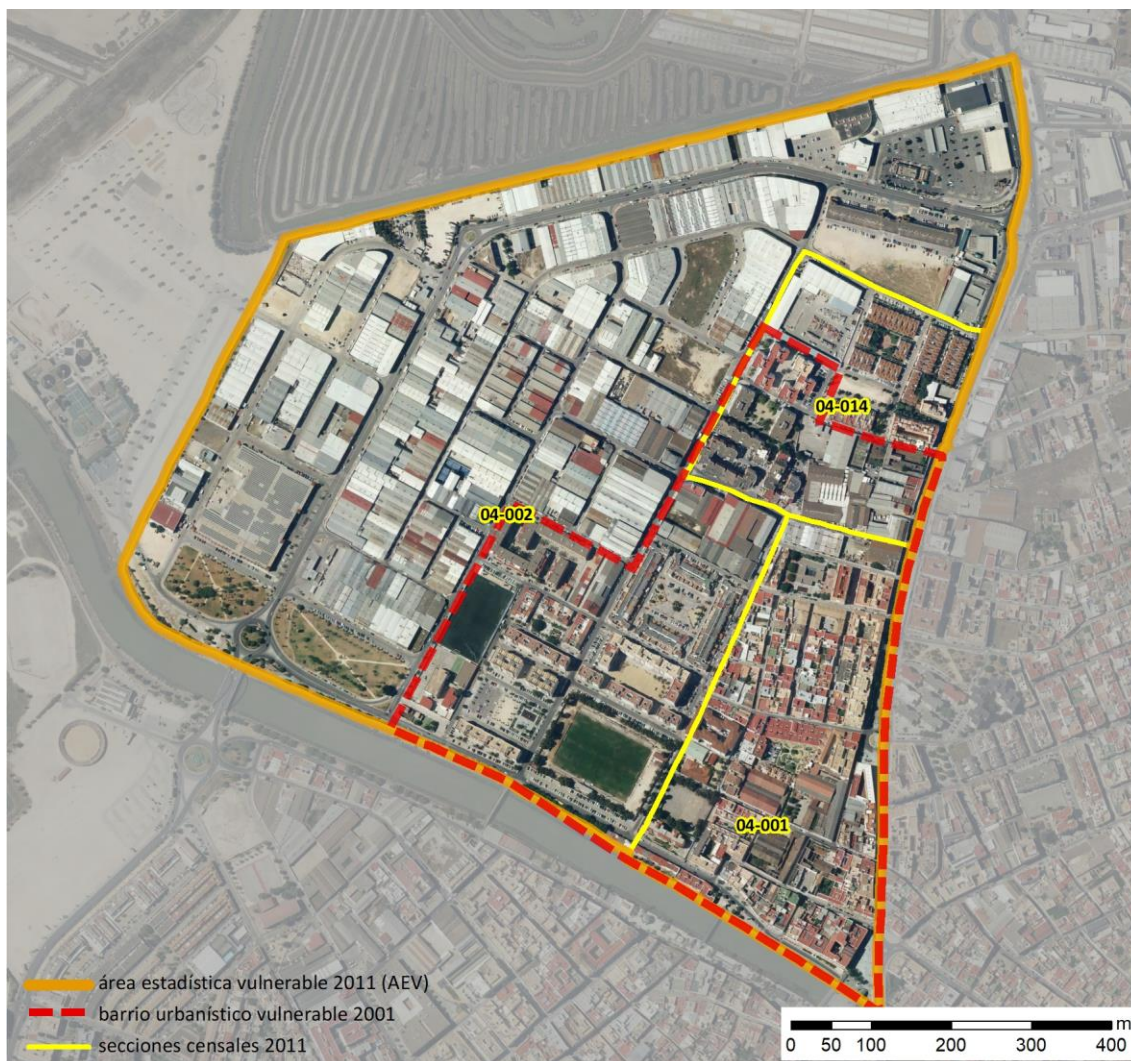 04-014
04-002
04-001
área estadística vulnerable 2011 (AEV)
barrio urbanístico vulnerable 2001
secciones censales 2011
m
0 50 100 200 300 400